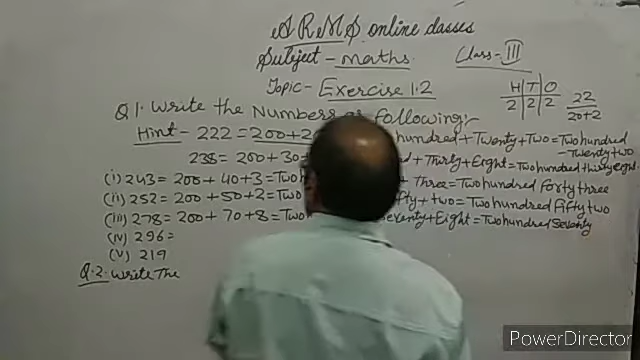 ARMS online classes
Subject - maths Class - III
Topic - Exercise 1.2
H T O
2 2 2
22
20+2
Q1. Write the Numbers as following:-
Hint - 222 = 200+2 hundred + Twenty + Two = Two hundred
- Twenty two
238 = 200 + 30 + Thirty + Eight = Two hundred thirty eight
(i) 243 = 200 + 40 + 3 = Two Three = Two hundred forty three
(ii) 252 = 200 + 50 + 2 = Two + two = Two hundred fifty two
(iii) 278 = 200 + 70 + 8 = Two Seventy + Eight = Two hundred Seventy
(iv) 296 =
(v) 219
Q.2. Write The
PowerDirector